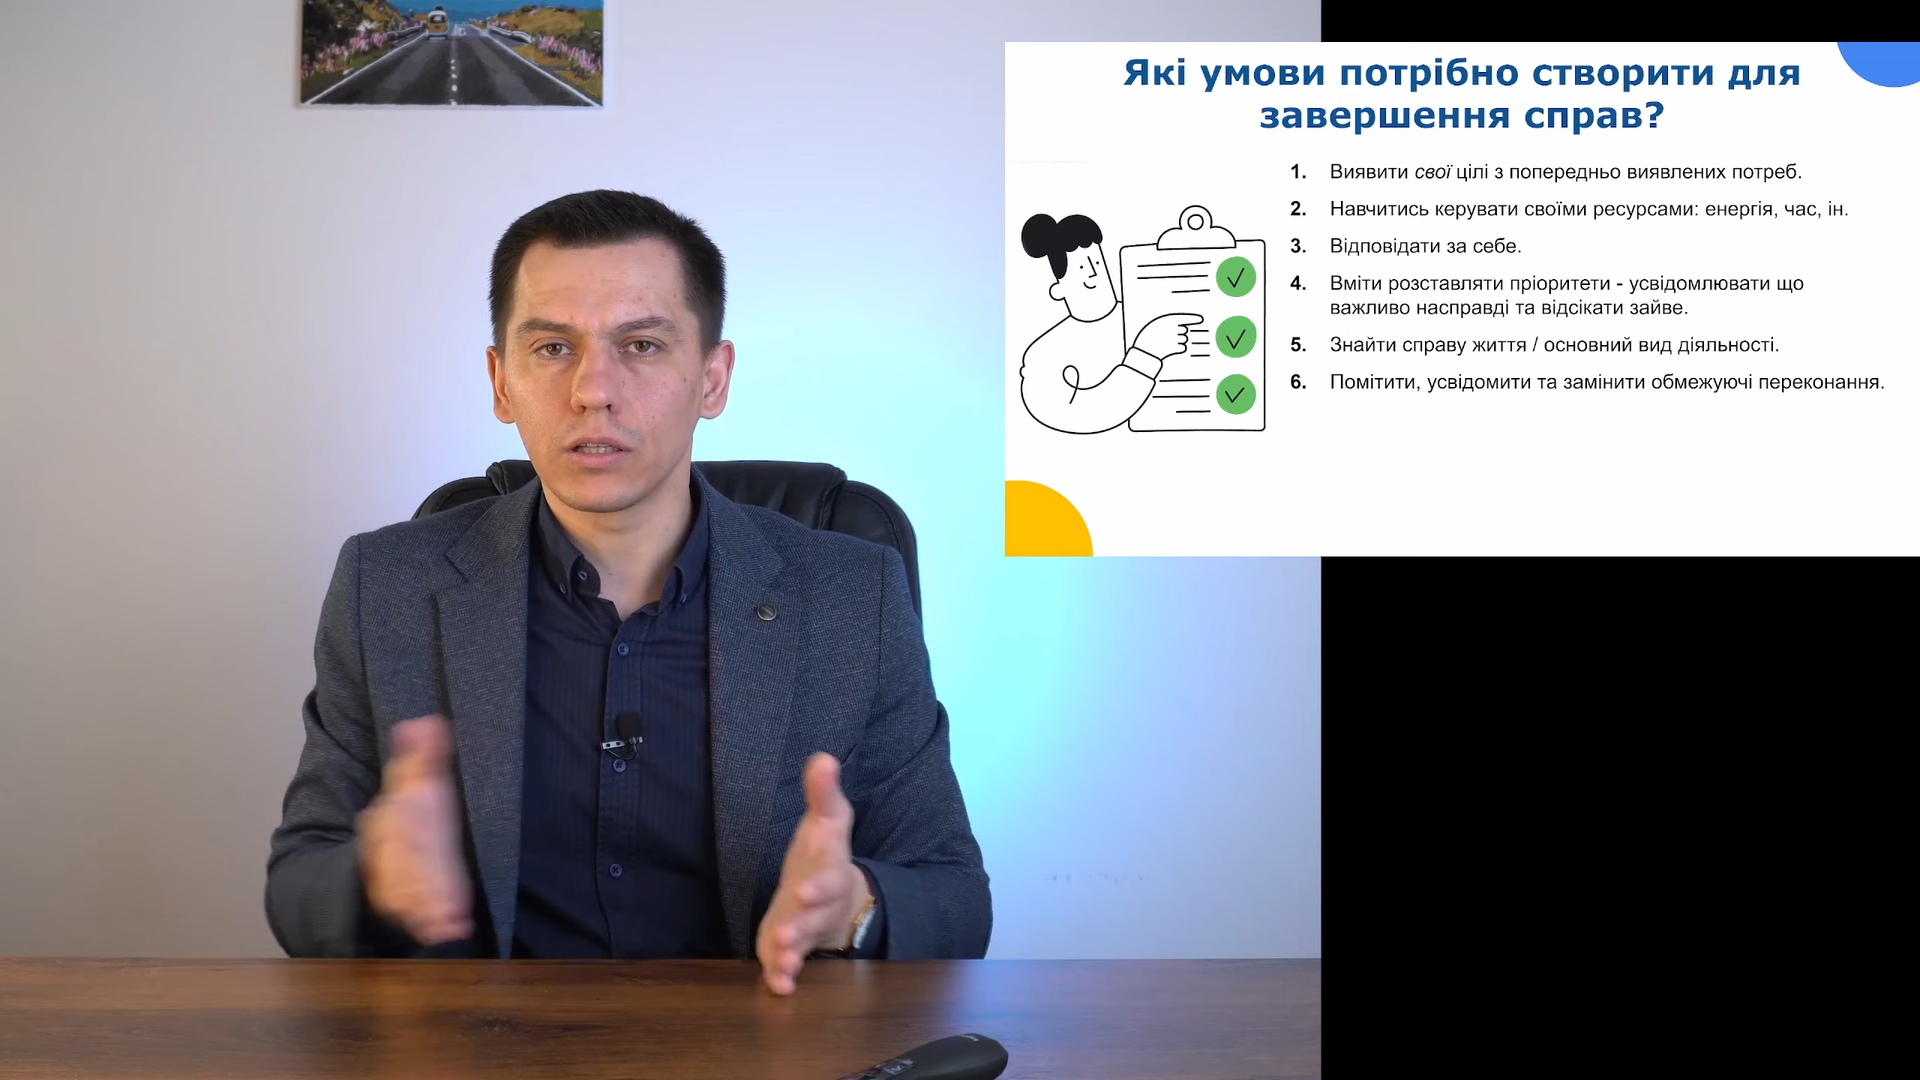 Які умови потрібно створити для
завершення справ?
1. Виявити свої цілі з попередньо виявлених потреб.
2. Навчитись керувати своїми ресурсами: енергія, час, ін.
3. Відповідати за себе.
4. Вміти розставляти пріоритети - усвідомлювати що
важливо насправді та відсікати зайве.
5. Знайти справу життя / основний вид діяльності.
6. Помітити, усвідомити та замінити обмежуючі переконання.